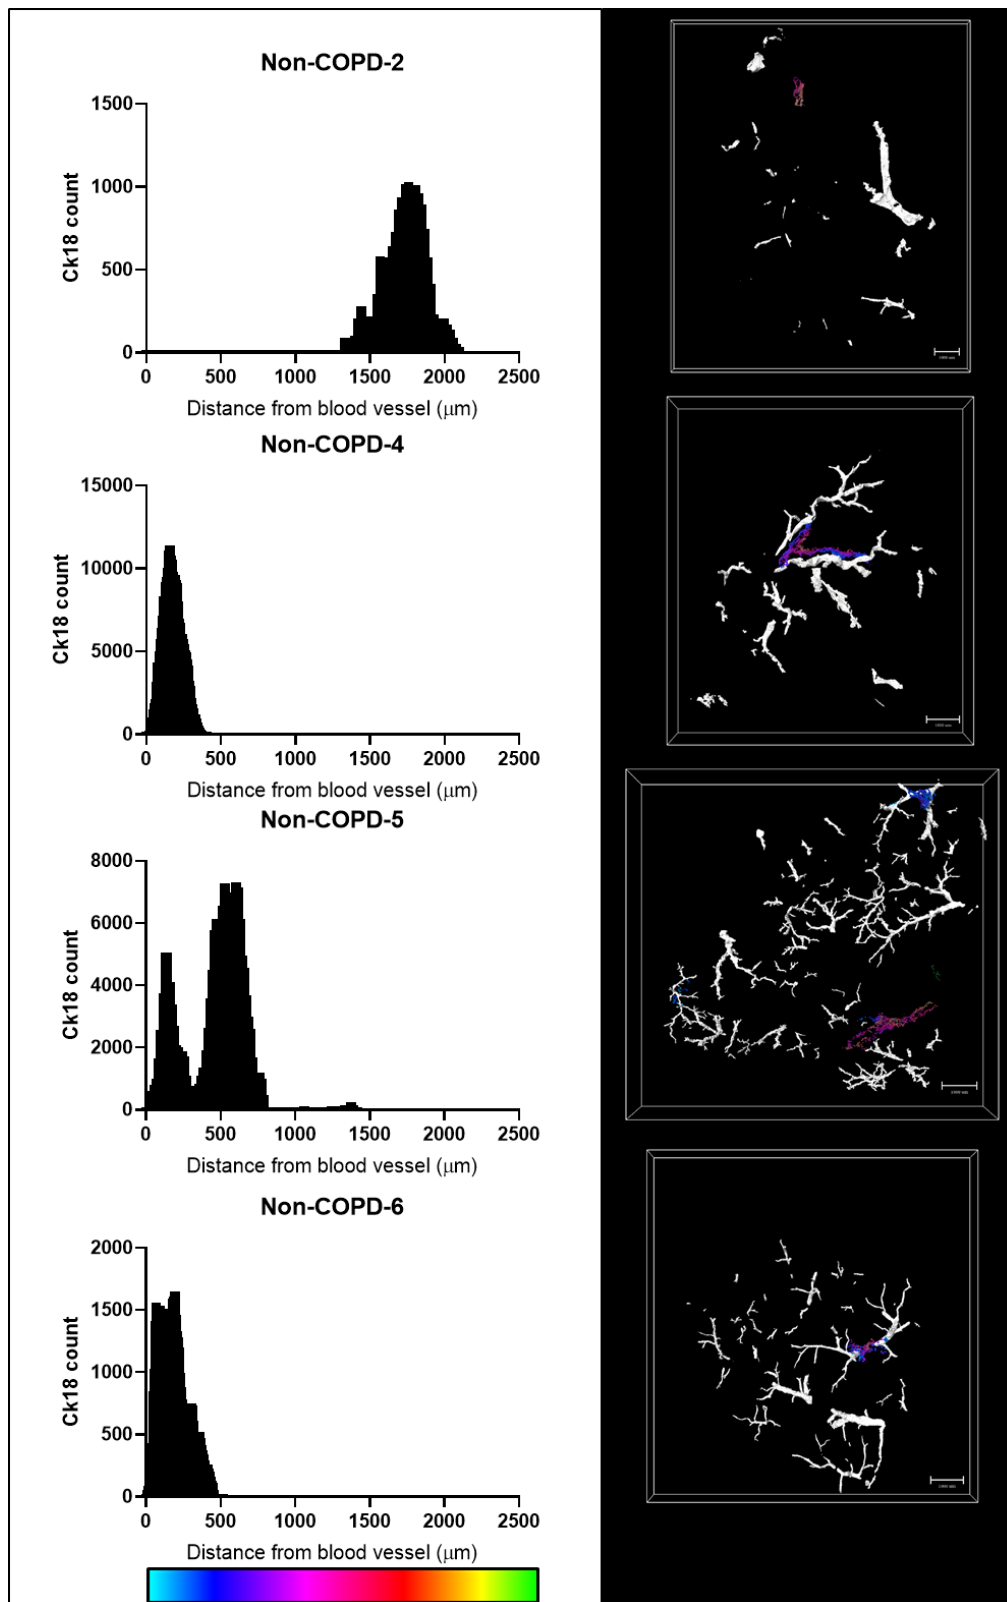 Non-COPD-2
1500
1000
500
0
Ck18 count
0 500 1000 1500 2000 2500
Distance from blood vessel (μm)
Non-COPD-4
15000
10000
5000
0
Ck18 count
0 500 1000 1500 2000 2500
Distance from blood vessel (μm)
Non-COPD-5
8000
6000
4000
2000
0
Ck18 count
0 500 1000 1500 2000 2500
Distance from blood vessel (μm)
Non-COPD-6
2000
1500
1000
500
0
Ck18 count
0 500 1000 1500 2000 2500
Distance from blood vessel (μm)